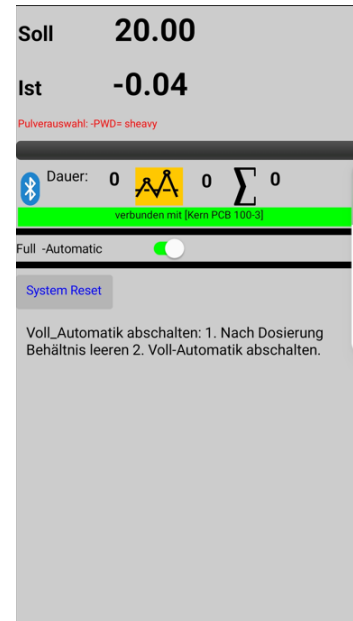 Soll 20.00
Ist -0.04
Pulverauswahl: -PWD= sheavy
Dauer: 0 0 ∑ 0
verbunden mit [Kern PCB 100-3]
Full -Automatic
System Reset
Voll_Automatik abschalten: 1. Nach Dosierung
Behältnis leeren 2. Voll-Automatik abschalten.